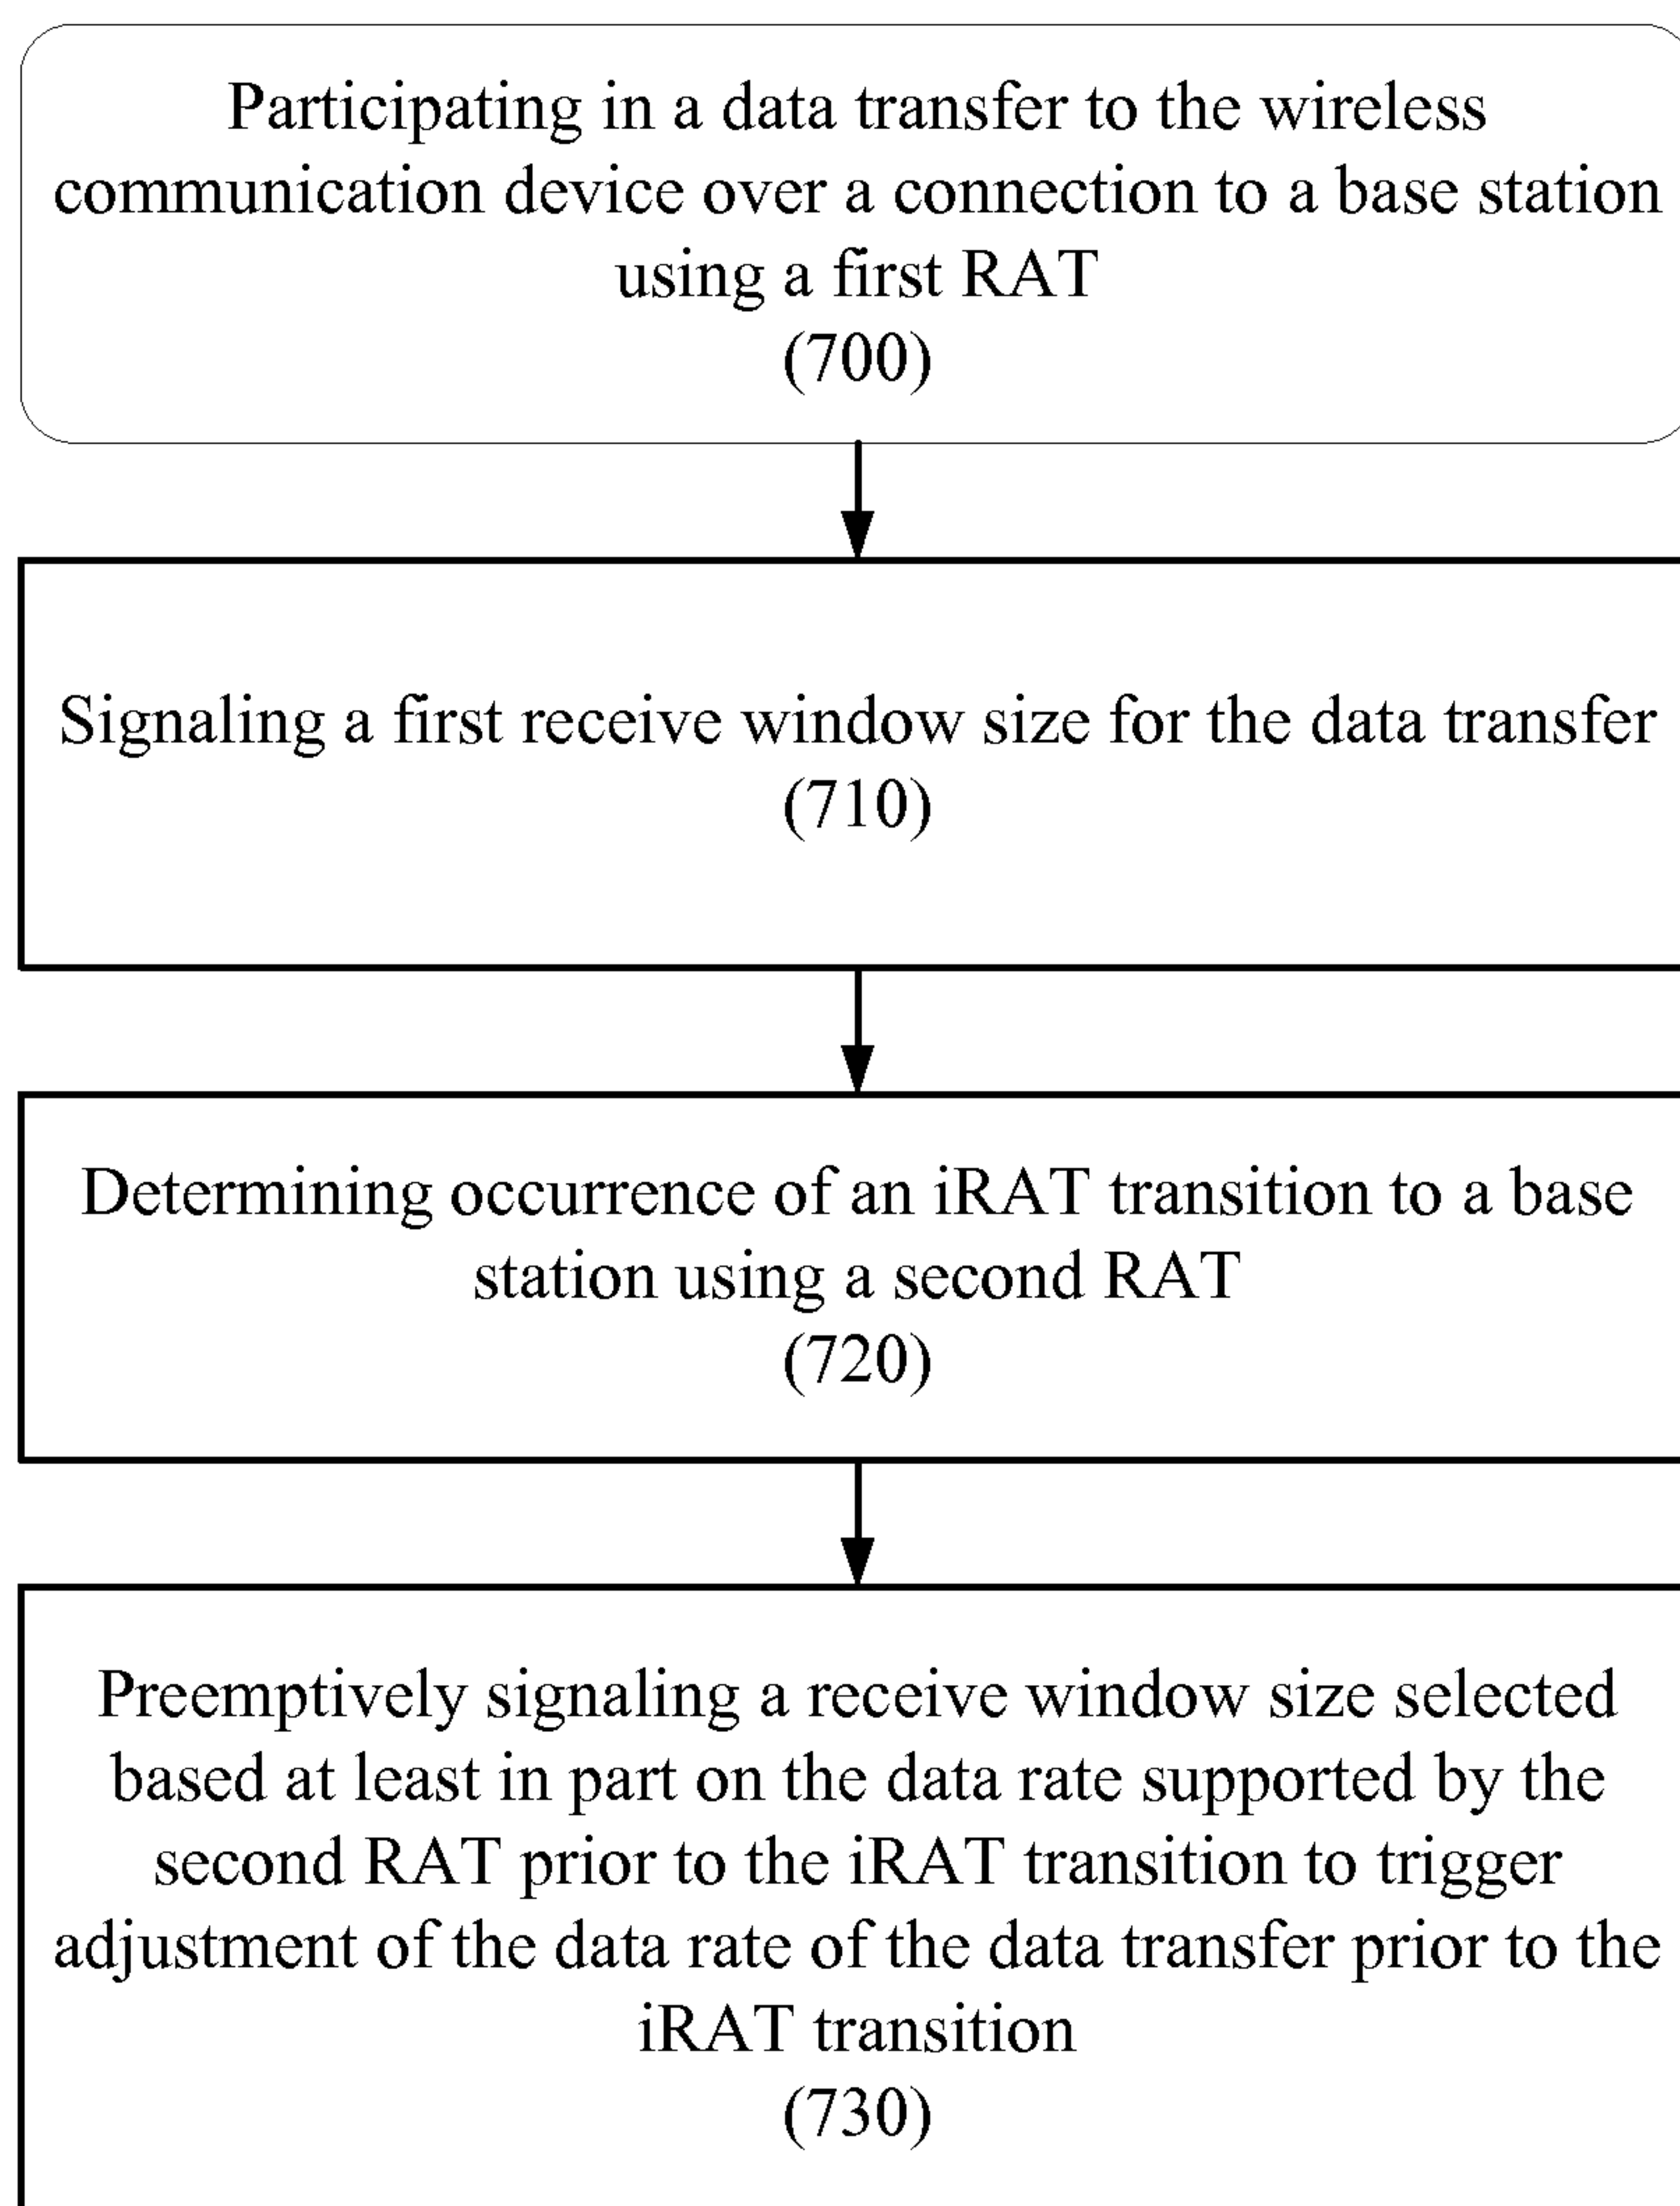 Participating in a data transfer to the wireless
communication device over a connection to a base station
using a first RAT
(700)
Signaling a first receive window size for the data transfer
(710)
Determining occurrence of an iRAT transition to a base
station using a second RAT
(720)
Preemptively signaling a receive window size selected
based at least in part on the data rate supported by the
second RAT prior to the iRAT transition to trigger
adjustment of the data rate of the data transfer prior to the
iRAT transition
(730)